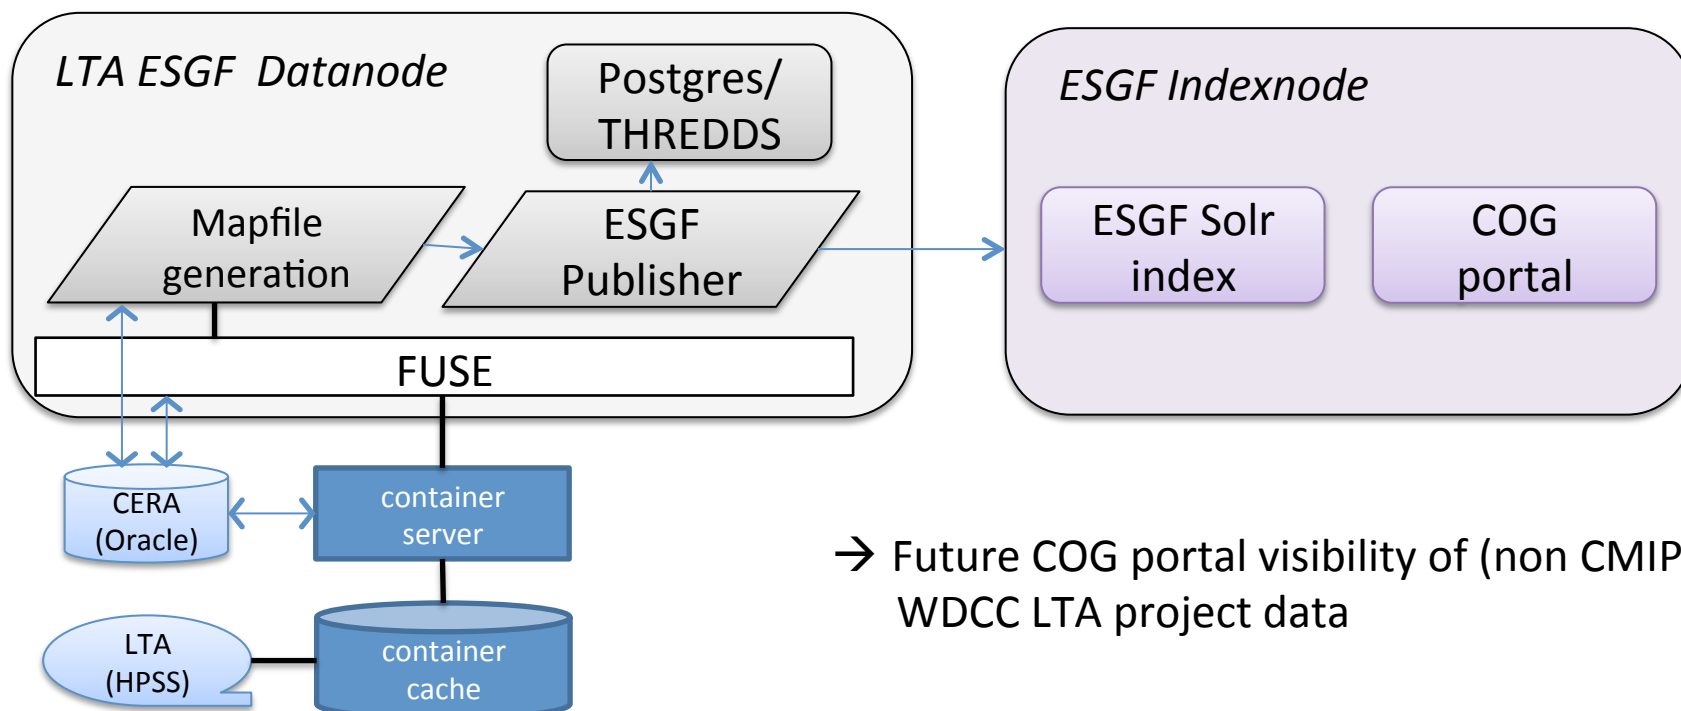 LTA ESGF Datanode
Postgres/
THREDDS
Mapfile
generation
ESGF
Publisher
FUSE
CERA
(Oracle)
container
server
LTA
(HPSS)
container
cache
ESGF Indexnode
ESGF Solr
index
COG
portal
→ Future COG portal visibility of (non CMIP
WDCC LTA project data